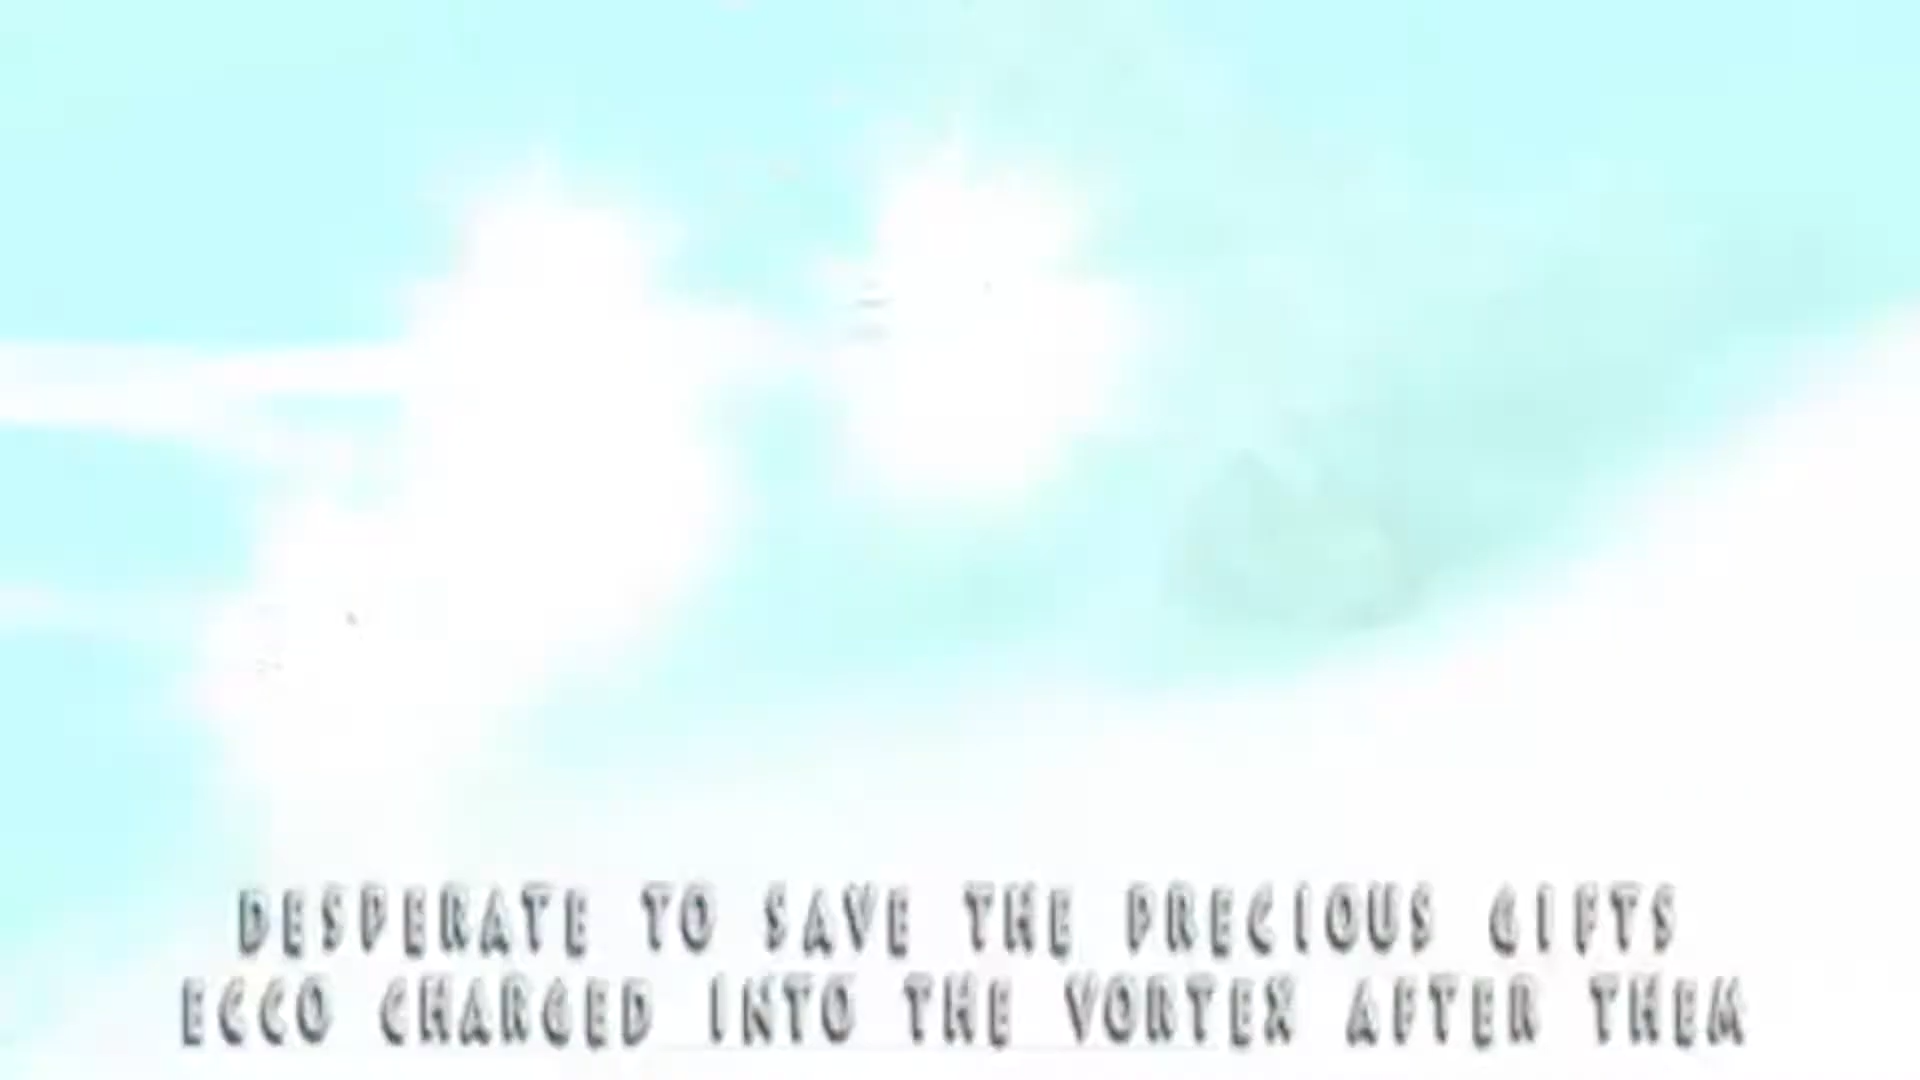 DESPERATE TO SAVE THE PRECIOUS GIFTS
ECCO CHARGED INTO THE VORTEX AFTER THEM